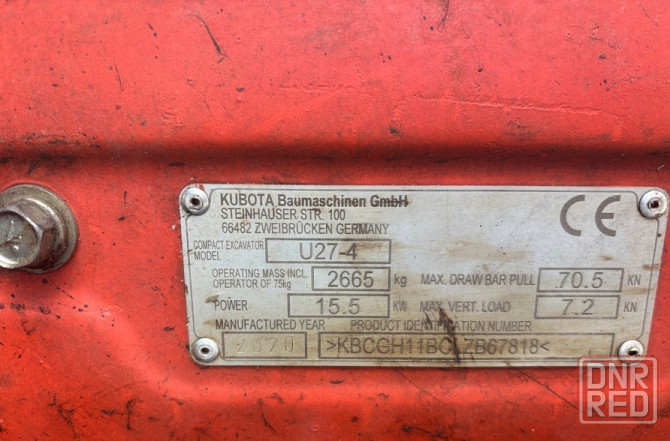 KUBOTA Baumaschinen GmbH
STEINHAUSER STR. 100
66482 ZWEIBRÜCKEN GERMANY
CE
COMPACT EXCAVATOR MODEL U27-4
OPERATING MASS INCL. OPERATOR OF 75kg 2665 kg MAX. DRAW BAR PULL 70.5 KN
POWER 15.5 KW MAX. VERT. LOAD 7.2 KN
MANUFACTURED YEAR PRODUCT IDENTIFICATION NUMBER
2020
DNR
RED